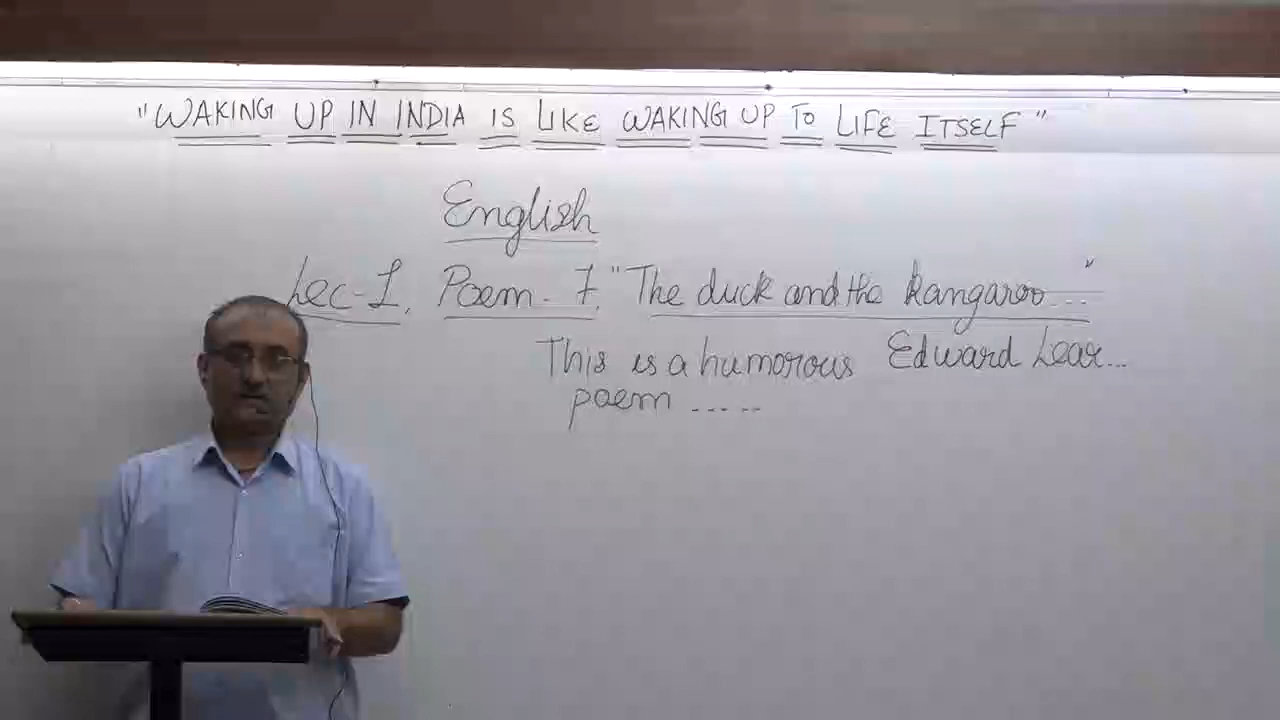 "WAKING UP IN INDIA IS LIKE WAKING UP TO LIFE ITSELF"
English
Lec-1. Poem - 7. "The duck and the kangaroo..."
This is a humorous Edward Lear...
poem .....